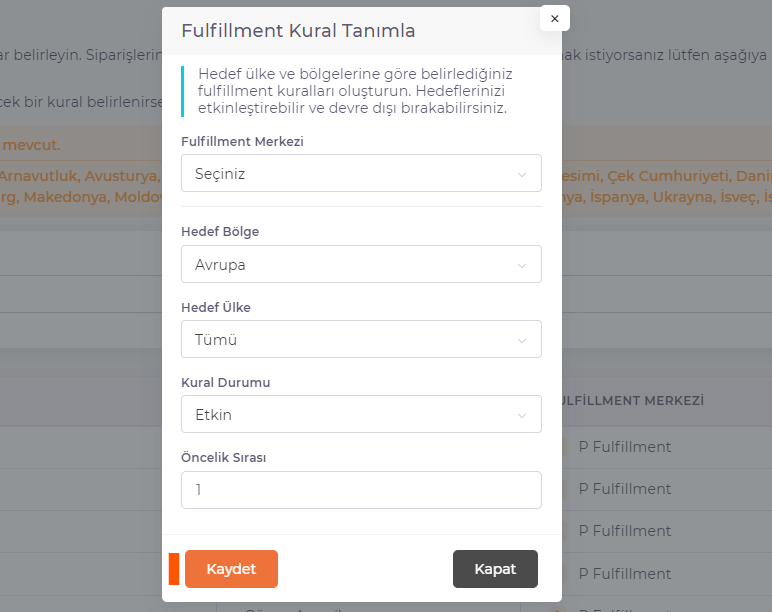 Fulfillment Kural Tanımla
×
ar belirleyin. Siparişlerin
mak istiyorsanız lütfen aşağıya
Hedef ülke ve bölgelerine göre belirlediğiniz
fulfillment kuralları oluşturun. Hedeflerinizi
etkinleştirebilir ve devre dışı bırakabilirsiniz.
cek bir kural belirlenirse
mevcut.
Arnavutluk, Avusturya,
esimi, Çek Cumhuriyeti, Dani
rg, Makedonya, Moldov
nya, İspanya, Ukrayna, İsveç, İs
Fulfillment Merkezi
Seçiniz
Hedef Bölge
Avrupa
Hedef Ülke
Tümü
Kural Durumu
Etkin
Öncelik Sırası
1
Kaydet
Kapat
ULFİLLMENT MERKEZİ
P Fulfillment
P Fulfillment
P Fulfillment
P Fulfillment